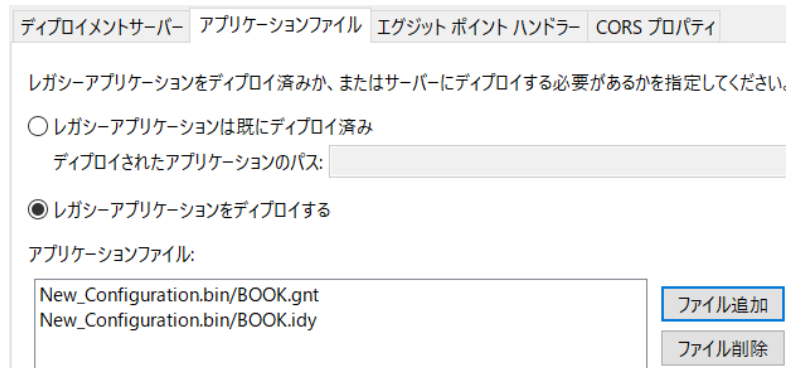 ディプロイメントサーバー アプリケーションファイル エグジット ポイント ハンドラー CORS プロパティ
レガシーアプリケーションをディプロイ済みか、またはサーバーにディプロイする必要があるかを指定してください。
レガシーアプリケーションは既にディプロイ済み
ディプロイされたアプリケーションのパス:
レガシーアプリケーションをディプロイする
アプリケーションファイル:
New_Configuration.bin/BOOK.gnt
New_Configuration.bin/BOOK.idy
ファイル追加
ファイル削除